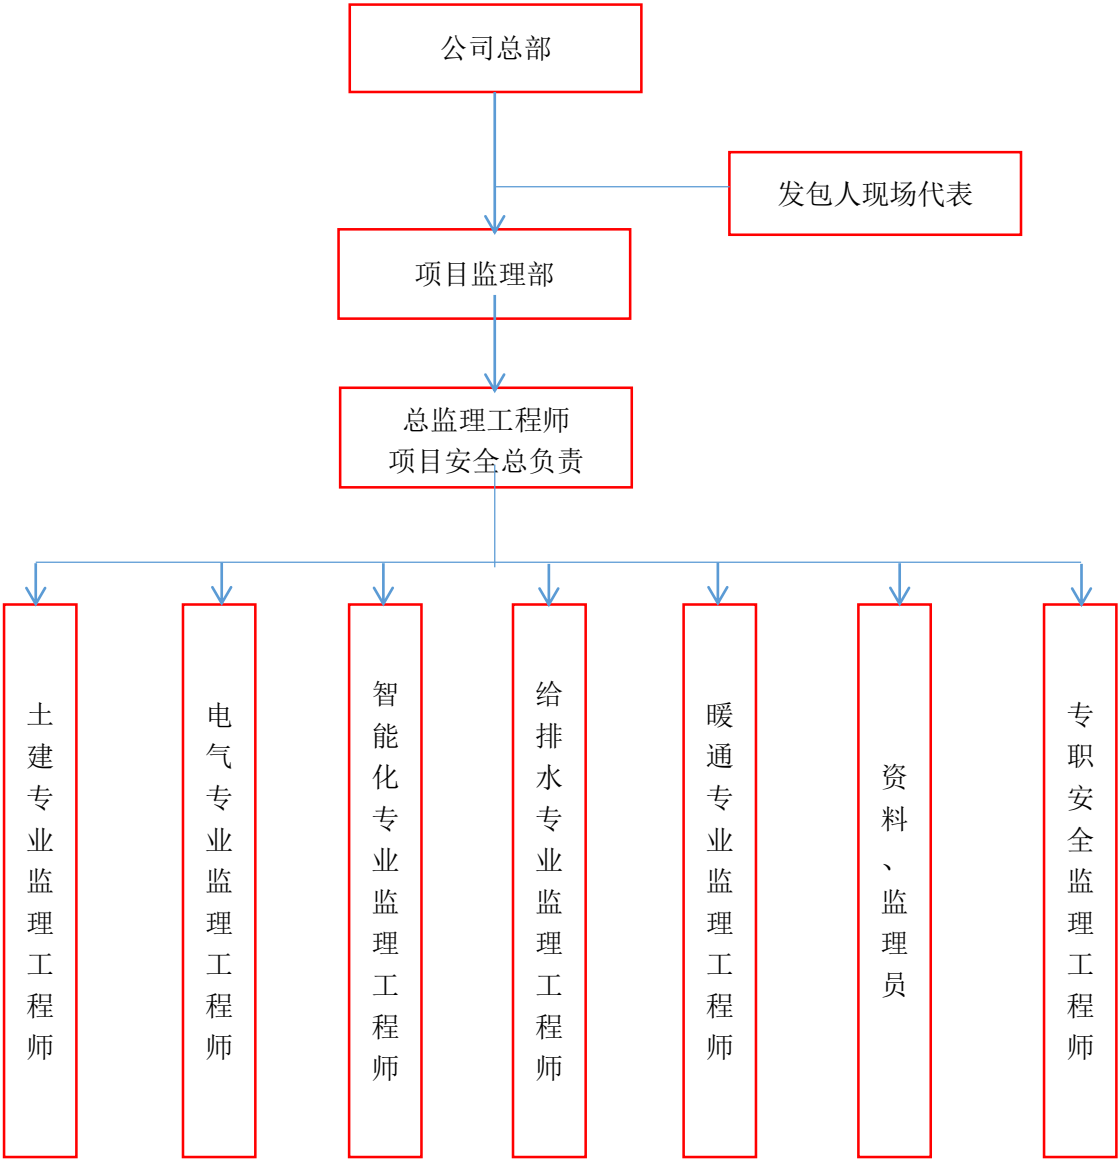 公司总部
发包人现场代表
项目监理部
总监理工程师
项目安全总负责
土建专业监理工程师
电气专业监理工程师
智能化专业监理工程师
给排水专业监理工程师
暖通专业监理工程师
资料、监理员
专职安全监理工程师